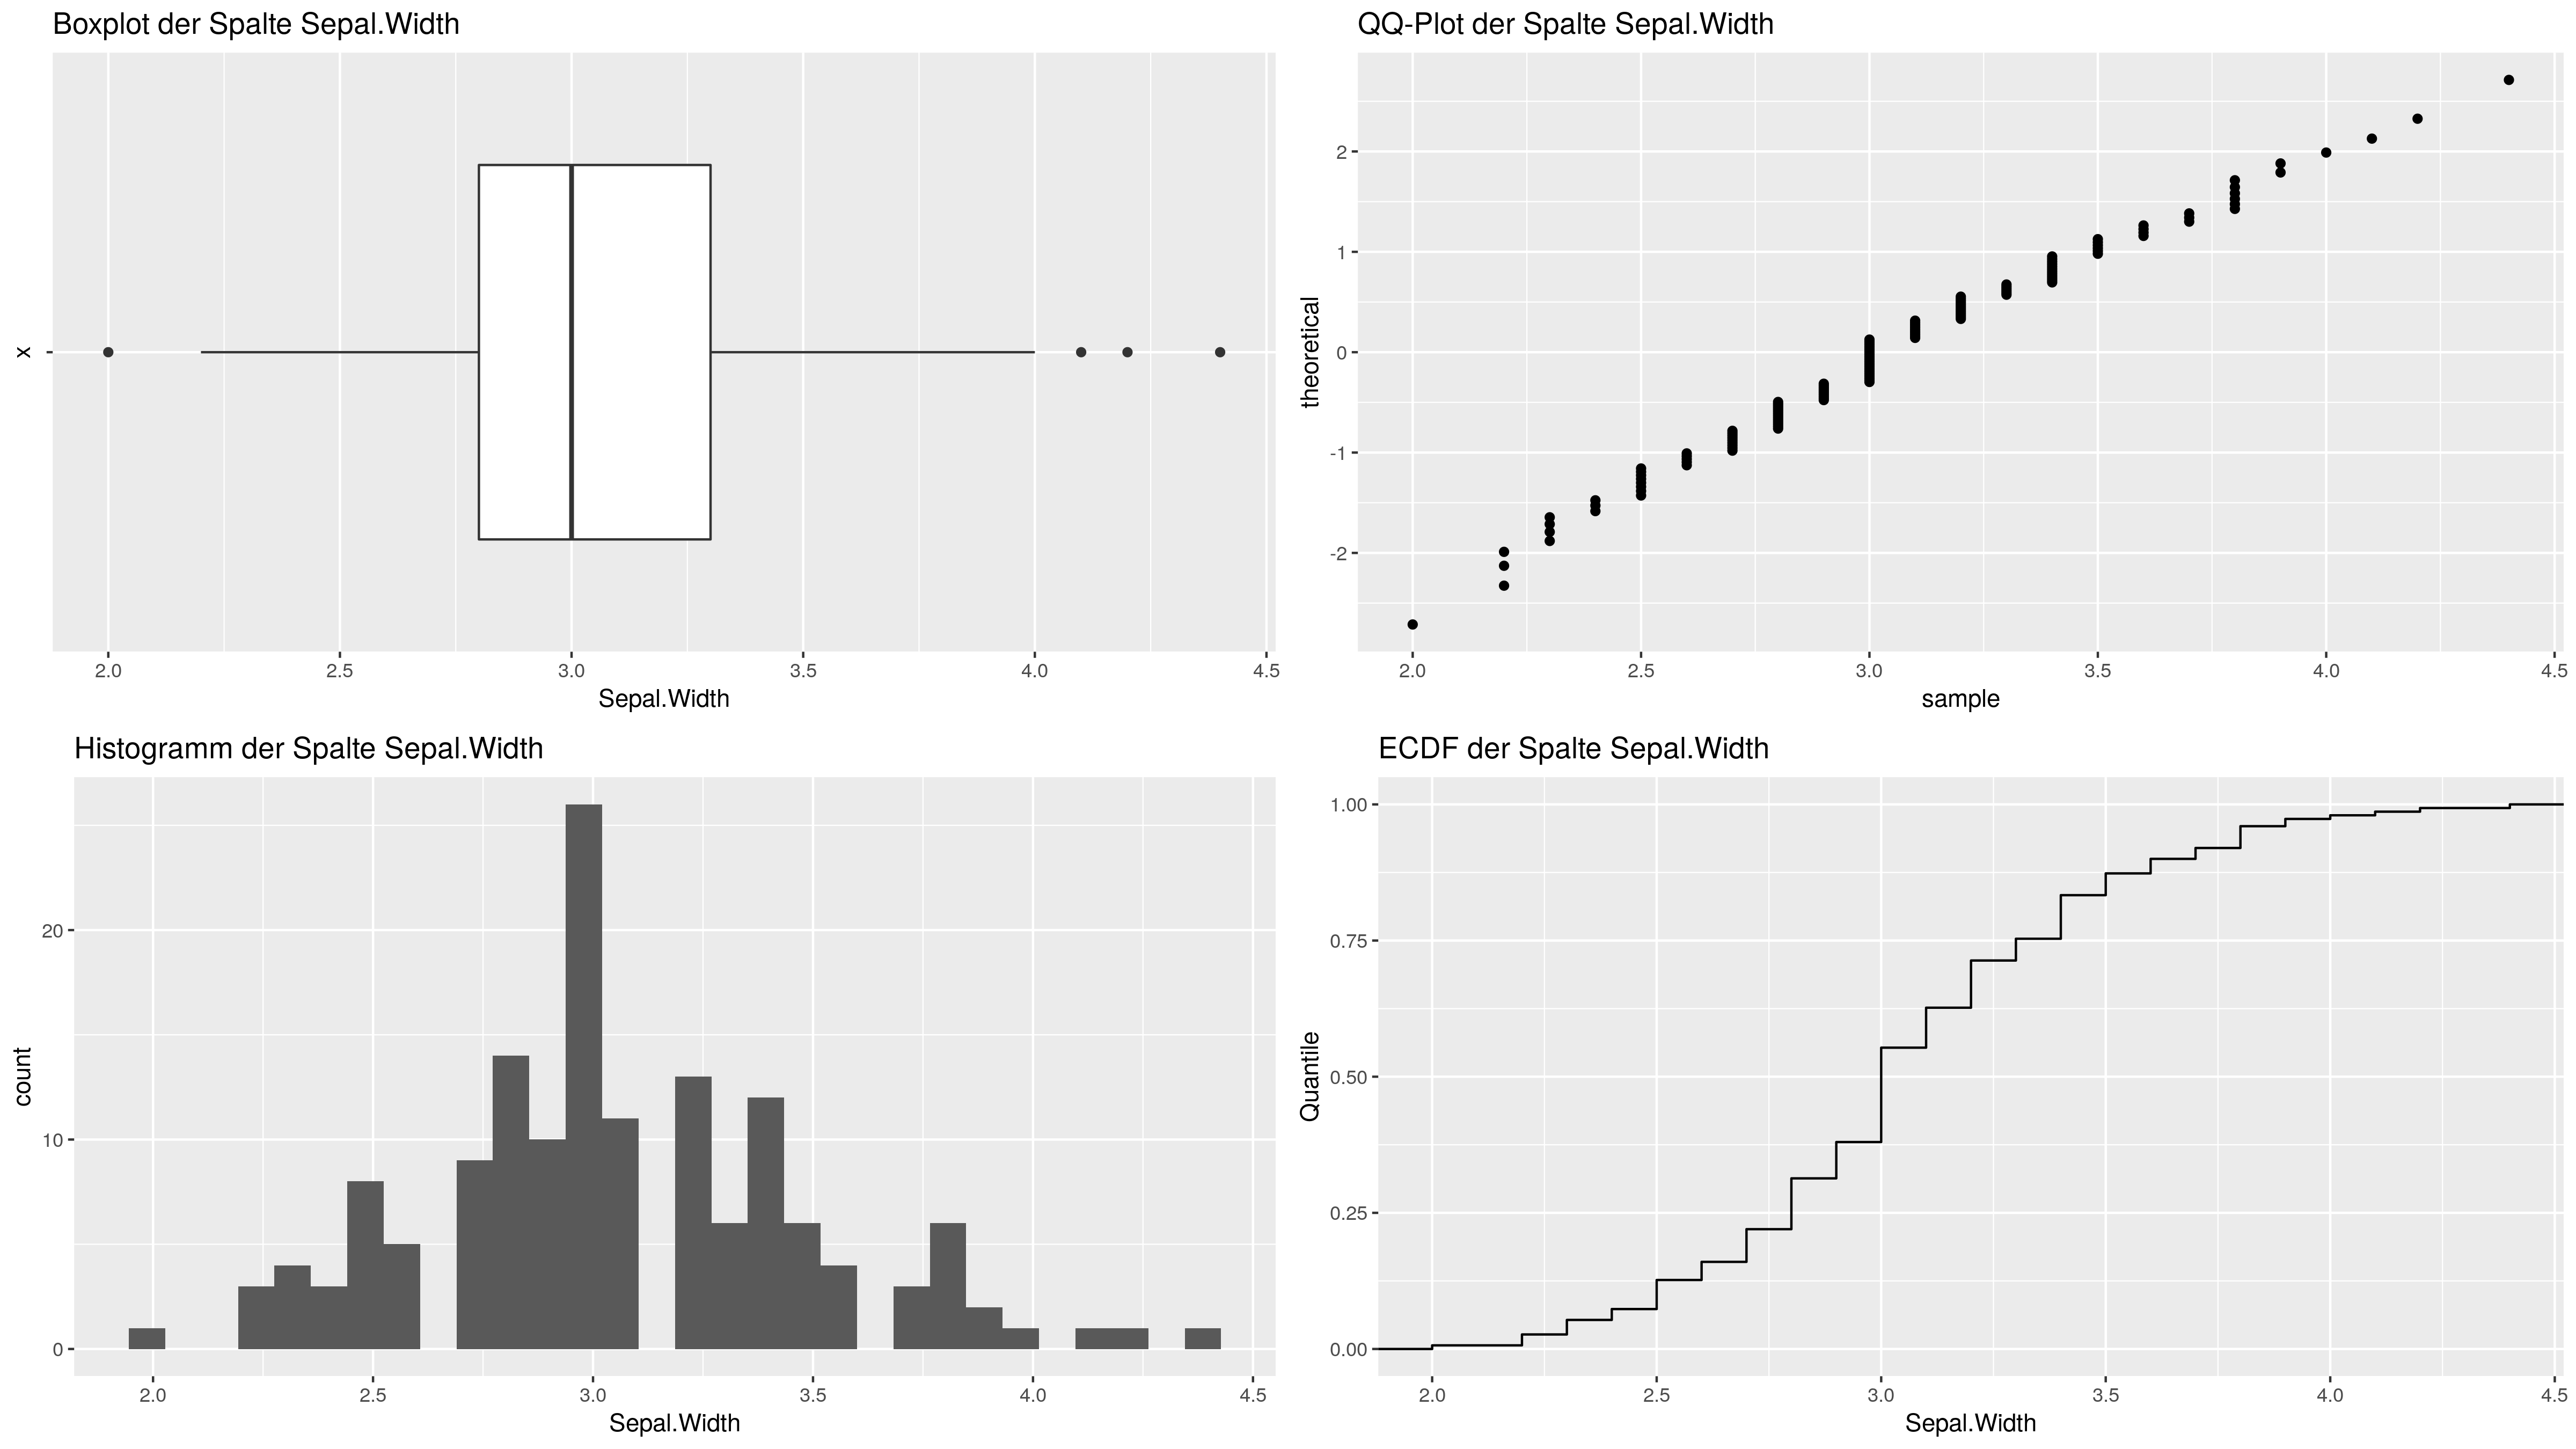 Boxplot der Spalte Sepal.Width
x
2.0 2.5 3.0 3.5 4.0 4.5
Sepal.Width
QQ-Plot der Spalte Sepal.Width
theoretical
2
1
0
-1
-2
2.0 2.5 3.0 3.5 4.0 4.5
sample
Histogramm der Spalte Sepal.Width
count
20
10
0
2.0 2.5 3.0 3.5 4.0 4.5
Sepal.Width
ECDF der Spalte Sepal.Width
Quantile
1.00
0.75
0.50
0.25
0.00
2.0 2.5 3.0 3.5 4.0 4.5
Sepal.Width